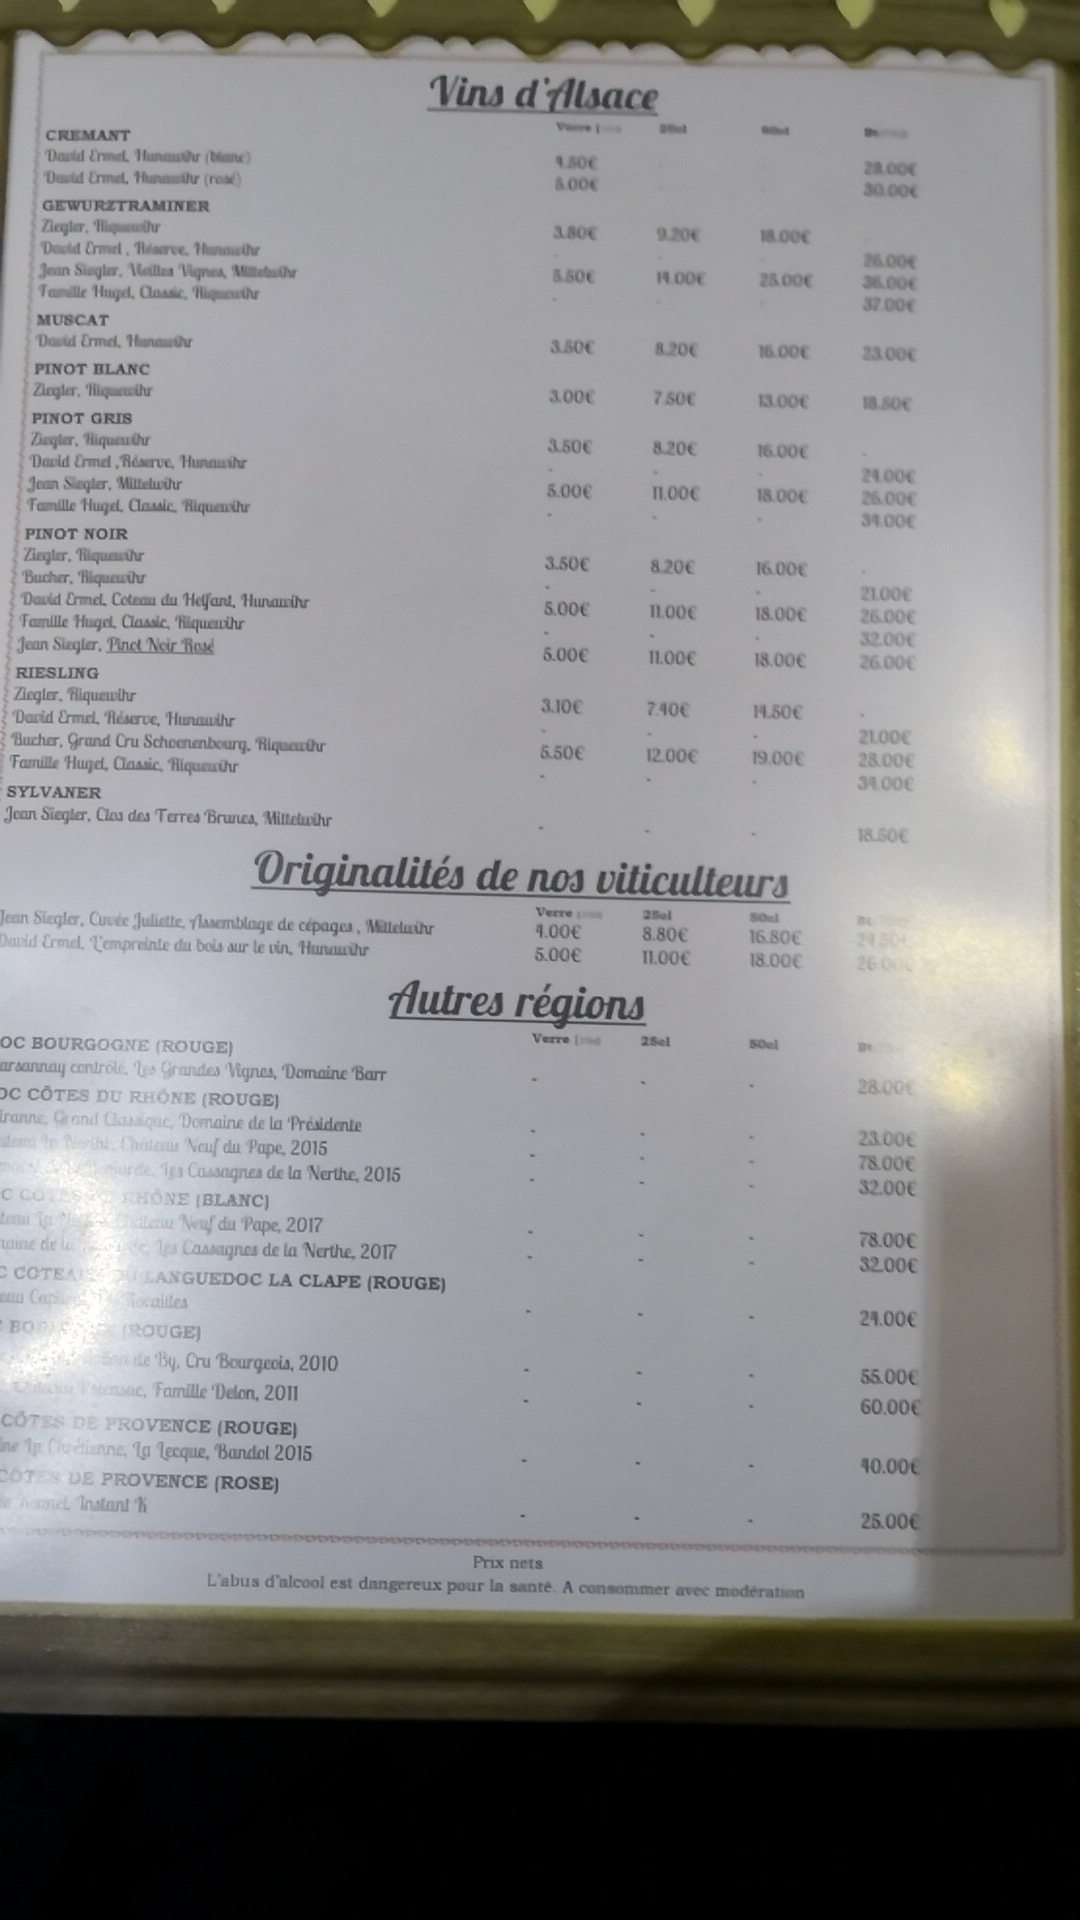 Vins d'Alsace
CREMANT Verre 25cl 50cl
David Ermel, Hunawihr (blanc) 4.50€ - - 28.00€
David Ermel, Hunawihr (rosé) 5.00€ - - 30.00€
GEWURZTRAMINER
Ziegler, Riquewihr 3.80€ 9.20€ 18.00€ -
David Ermel, Réserve, Hunawihr - - - 26.00€
Jean Siegler, Vieilles Vignes, Mittelwihr 5.50€ 14.00€ 25.00€ 36.00€
Famille Hugel, Classic, Riquewihr - - - 37.00€
MUSCAT
David Ermel, Hunawihr 3.50€ 8.20€ 16.00€ 23.00€
PINOT BLANC
Ziegler, Riquewihr 3.00€ 7.50€ 13.00€ 18.50€
PINOT GRIS
Ziegler, Riquewihr 3.50€ 8.20€ 16.00€ -
David Ermel ,Réserve, Hunawihr - - - 24.00€
Jean Siegler, Mittelwihr 5.00€ 11.00€ 18.00€ 26.00€
Famille Hugel, Classic, Riquewihr - - - 34.00€
PINOT NOIR
Ziegler, Riquewihr 3.50€ 8.20€ 16.00€ -
Bucher, Riquewihr - - - 21.00€
David Ermel, Coteau du Helfant, Hunawihr 5.00€ 11.00€ 18.00€ 26.00€
Famille Hugel, Classic, Riquewihr - - - 32.00€
Jean Siegler, Pinot Noir Rosé 5.00€ 11.00€ 18.00€ 26.00€
RIESLING
Ziegler, Riquewihr 3.10€ 7.40€ 14.50€ -
David Ermel, Réserve, Hunawihr - - - 21.00€
Bucher, Grand Cru Schoenenbourg, Riquewihr 5.50€ 12.00€ 19.00€ 28.00€
Famille Hugel, Classic, Riquewihr - - - 34.00€
SYLVANER
Jean Siegler, Clos des Terres Brunes, Mittelwihr - - - 18.50€
Originalités de nos viticulteurs
Verre 25cl 50cl
Jean Siegler, Cuvée Juliette, Assemblage de cépages , Mittelwihr 4.00€ 8.80€ 16.80€
David Ermel, L'empreinte du bois sur le vin, Hunawihr 5.00€ 11.00€ 18.00€ 26.00€
Autres régions
OC BOURGOGNE (ROUGE) Verre 25cl 50cl
arsannay contrôlé, Les Grandes Vignes, Domaine Barr - - - 28.00€
OC CÔTES DU RHÔNE (ROUGE)
iranne, Grand Classique, Domaine de la Présidente - - - 23.00€
Château Neuf du Pape, 2015 - - - 78.00€
Les Cassagnes de la Nerthe, 2015 - - - 32.00€
C CÔTES RHÔNE (BLANC)
Neuf du Pape, 2017 - - - 78.00€
Les Cassagnes de la Nerthe, 2017 - - - 32.00€
C COTEAUX DU LANGUEDOC LA CLAPE (ROUGE)
- - - 24.00€
(ROUGE)
de By, Cru Bourgeois, 2010 - - - 55.00€
Famille Delon, 2011 - - - 60.00€
CÔTES DE PROVENCE (ROUGE)
La Chrétienne, La Lecque, Bandol 2015 - - - 40.00€
CÔTES DE PROVENCE (ROSE)
Instant K - - - 25.00€
Prix nets
L'abus d'alcool est dangereux pour la santé. A consommer avec modération